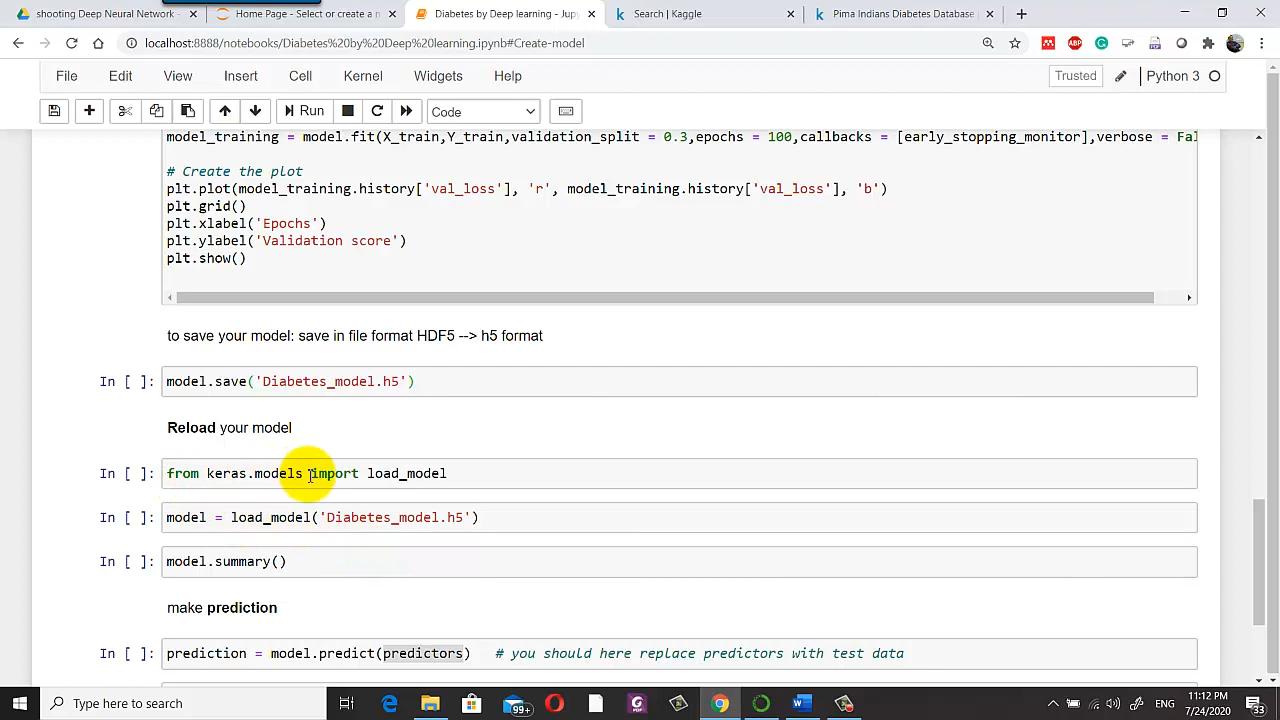 shooting Deep Neural Network -
Home Page - Select or create a n
Diabetes by Deep learning - Jup
Search | Kaggle
Pima Indians Diabetes Database |
localhost:8888/notebooks/Diabetes%20by%20Deep%20learning.ipynb#Create-model
ABP
File Edit View Insert Cell Kernel Widgets Help
Trusted
Python 3
Run
Code
model_training = model.fit(X_train,Y_train,validation_split = 0.3,epochs = 100,callbacks = [early_stopping_monitor],verbose = Fal
# Create the plot
plt.plot(model_training.history['val_loss'], 'r', model_training.history['val_loss'], 'b')
plt.grid()
plt.xlabel('Epochs')
plt.ylabel('Validation score')
plt.show()
to save your model: save in file format HDF5 --> h5 format
In [ ]: model.save('Diabetes_model.h5')
Reload your model
In [ ]: from keras.models import load_model
In [ ]: model = load_model('Diabetes_model.h5')
In [ ]: model.summary()
make prediction
In [ ]: prediction = model.predict(predictors) # you should here replace predictors with test data
Type here to search
99+
ENG
11:12 PM
7/24/2020
33